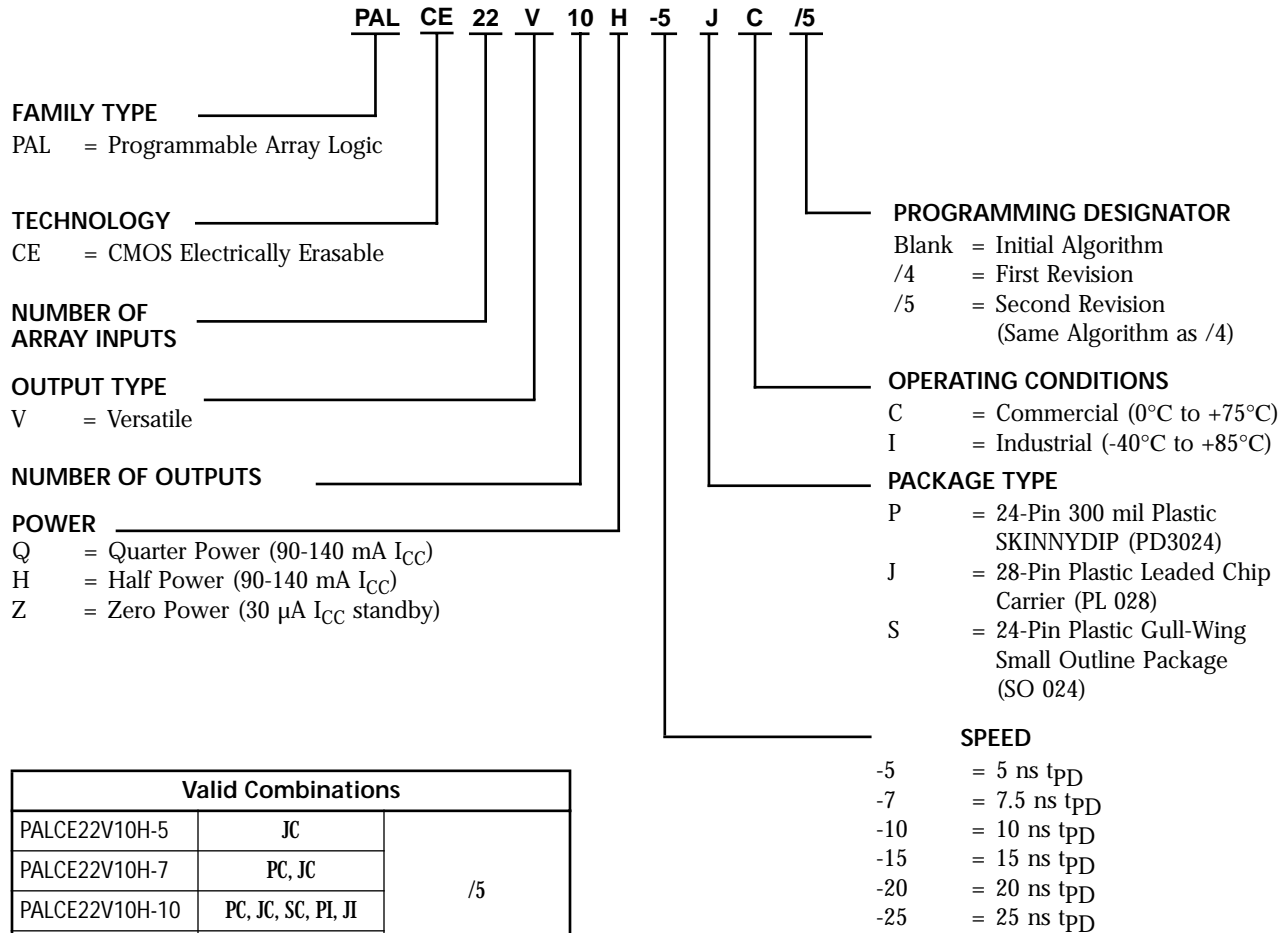 PAL CE 22 V 10 H -5 J C /5
FAMILY TYPE
PAL = Programmable Array Logic
TECHNOLOGY
CE = CMOS Electrically Erasable
NUMBER OF
ARRAY INPUTS
OUTPUT TYPE
V = Versatile
NUMBER OF OUTPUTS
POWER
Q = Quarter Power (90-140 mA ICC)
H = Half Power (90-140 mA ICC)
Z = Zero Power (30 µA ICC standby)
PROGRAMMING DESIGNATOR
Blank = Initial Algorithm
/4 = First Revision
/5 = Second Revision
(Same Algorithm as /4)
OPERATING CONDITIONS
C = Commercial (0°C to +75°C)
I = Industrial (-40°C to +85°C)
PACKAGE TYPE
P = 24-Pin 300 mil Plastic
SKINNYDIP (PD3024)
J = 28-Pin Plastic Leaded Chip
Carrier (PL 028)
S = 24-Pin Plastic Gull-Wing
Small Outline Package
(SO 024)
SPEED
-5 = 5 ns tPD
-7 = 7.5 ns tPD
-10 = 10 ns tPD
-15 = 15 ns tPD
-20 = 20 ns tPD
-25 = 25 ns tPD
Valid Combinations
PALCE22V10H-5 JC
PALCE22V10H-7 PC, JC
/5
PALCE22V10H-10 PC, JC, SC, PI, JI